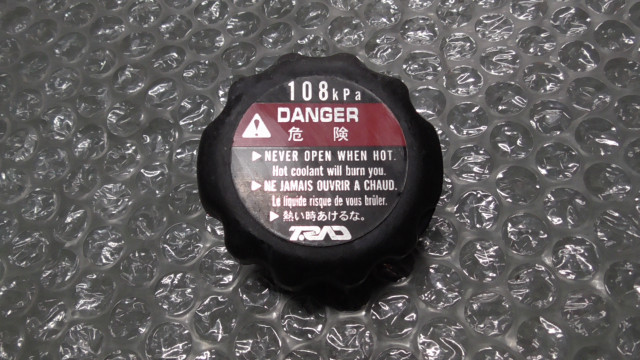 108kPa
DANGER
危険
▶NEVER OPEN WHEN HOT.
Hot coolant will burn you.
▶NE JAMAIS OUVRIR A CHAUD.
Le liquide risque de vous brûler.
▶熱い時あけるな。
T.RAD